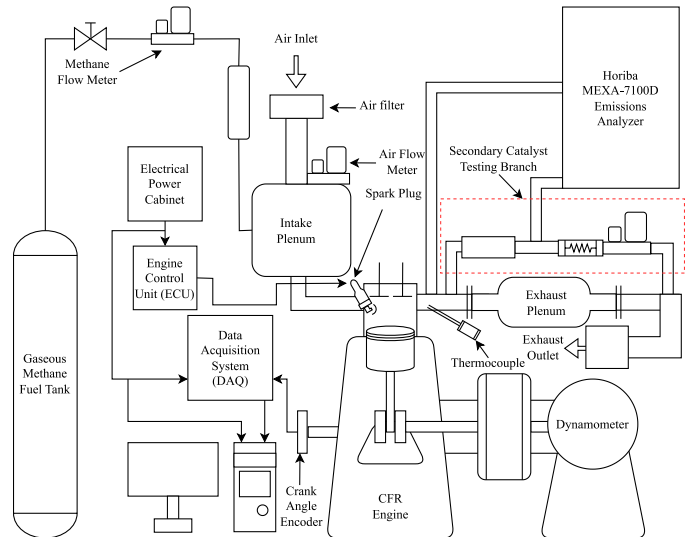 Air Inlet
Methane
Flow Meter
Air filter
Horiba
MEXA-7100D
Emissions
Analyzer
Secondary Catalyst
Testing Branch
Air Flow
Meter
Spark Plug
Electrical
Power
Cabinet
Intake
Plenum
Engine
Control
Unit (ECU)
Exhaust
Plenum
Exhaust
Outlet
Thermocouple
Data
Acquisition
System
(DAQ)
Gaseous
Methane
Fuel Tank
Dynamometer
Crank
Angle
Encoder
CFR
Engine